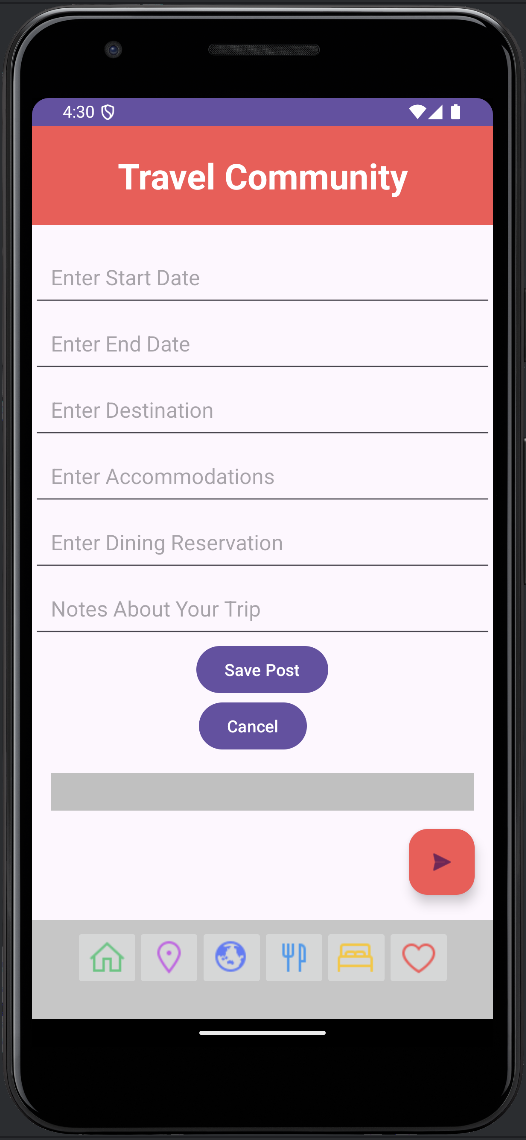 4:30
Travel Community
Enter Start Date
Enter End Date
Enter Destination
Enter Accommodations
Enter Dining Reservation
Notes About Your Trip
Save Post
Cancel